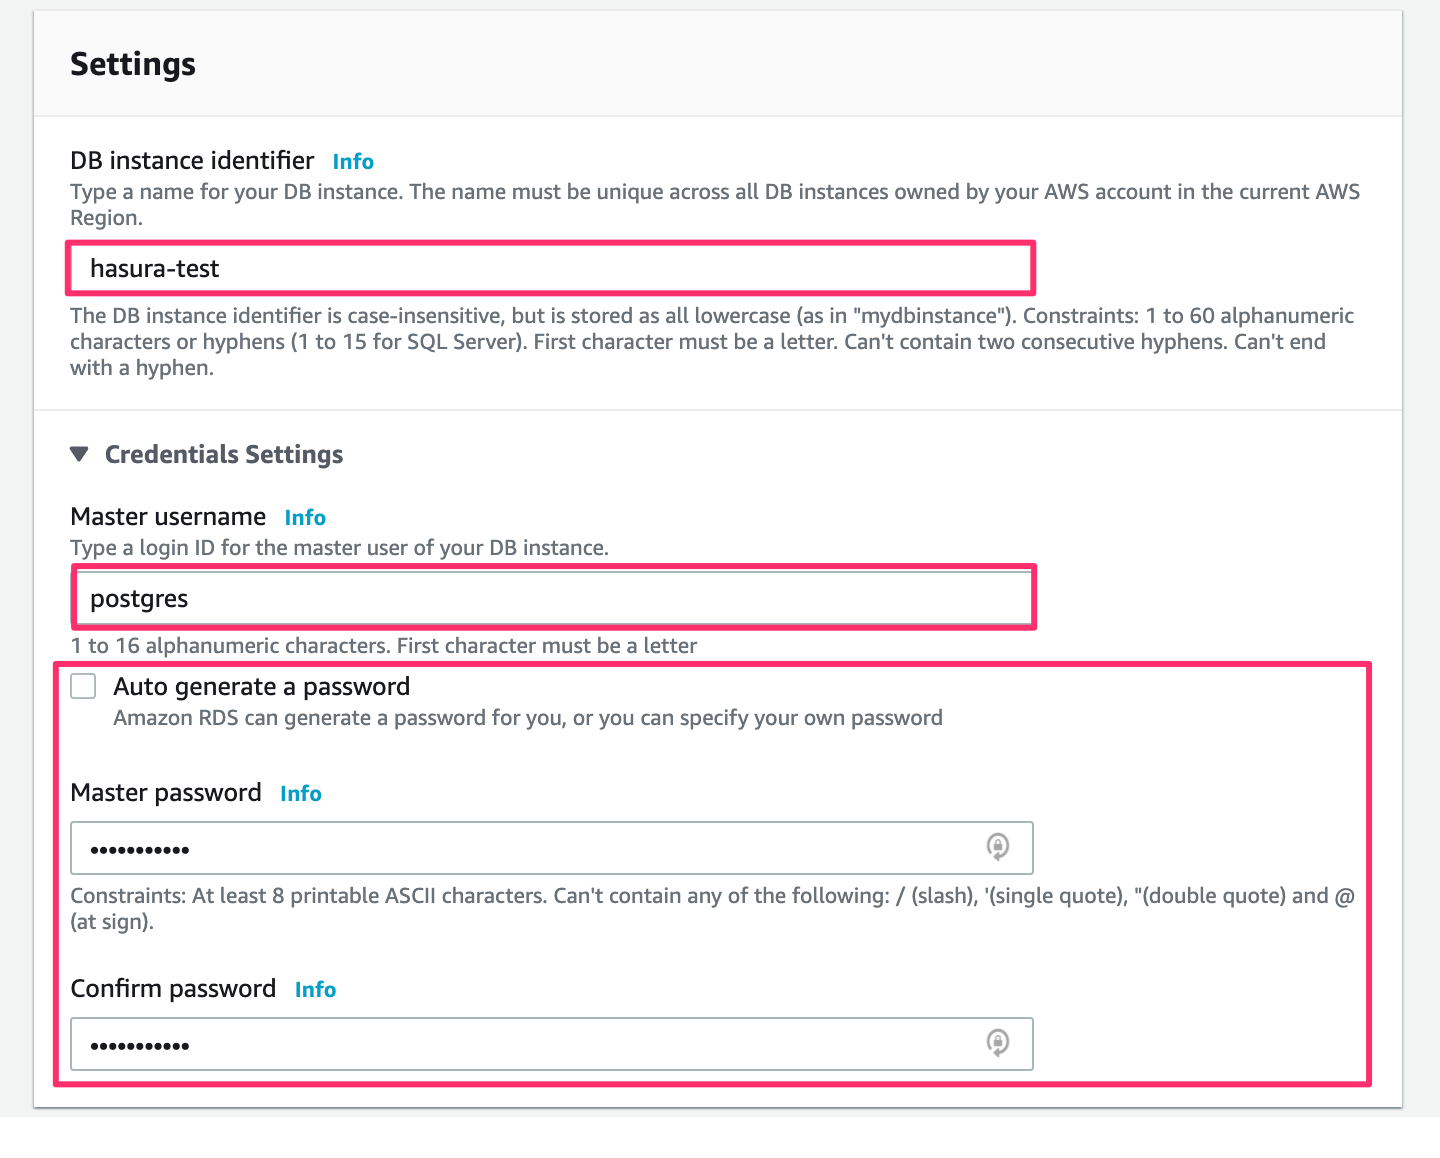 Settings
DB instance identifier Info
Type a name for your DB instance. The name must be unique across all DB instances owned by your AWS account in the current AWS
Region.
hasura-test
The DB instance identifier is case-insensitive, but is stored as all lowercase (as in "mydbinstance"). Constraints: 1 to 60 alphanumeric
characters or hyphens (1 to 15 for SQL Server). First character must be a letter. Can't contain two consecutive hyphens. Can't end
with a hyphen.
Credentials Settings
Master username Info
Type a login ID for the master user of your DB instance.
postgres
1 to 16 alphanumeric characters. First character must be a letter
Auto generate a password
Amazon RDS can generate a password for you, or you can specify your own password
Master password Info
•••••••••••
Constraints: At least 8 printable ASCII characters. Can't contain any of the following: / (slash), '(single quote), "(double quote) and @
(at sign).
Confirm password Info
•••••••••••